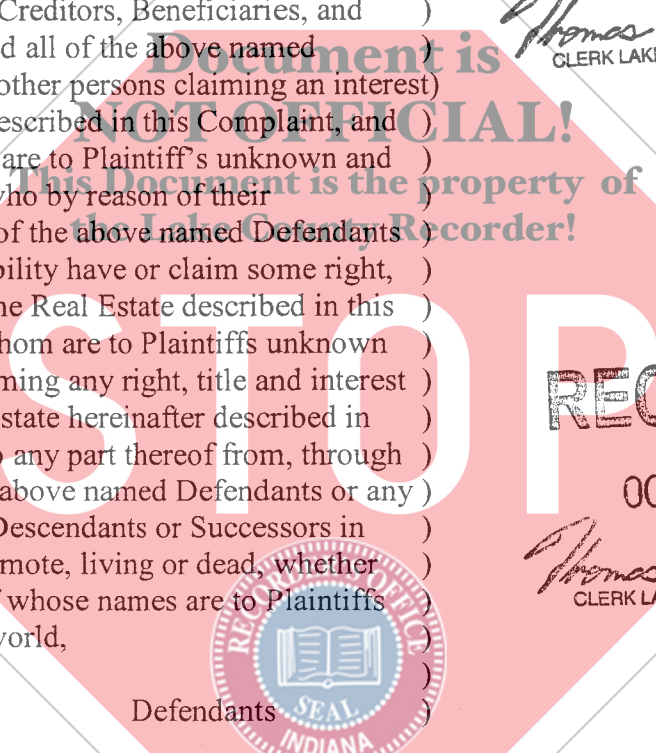 Creditors, Beneficiaries, and )
d all of the above named )
other persons claiming an interest)
escribed in this Complaint, and )
are to Plaintiff's unknown and )
who by reason of their )
of the above named Defendants )
bility have or claim some right, )
he Real Estate described in this )
hom are to Plaintiffs unknown )
ming any right, title and interest )
state hereinafter described in )
o any part thereof from, through )
above named Defendants or any )
Descendants or Successors in )
mote, living or dead, whether )
f whose names are to Plaintiffs )
world, )
)
Defendants )
Document is
NOT OFFICIAL!
This Document is the property of
the Lake County Recorder!
STOP
Thomas
CLERK LAKE
REC
00
Thomas
CLERK LA
RECORDER'S OFFICE
SEAL
INDIANA